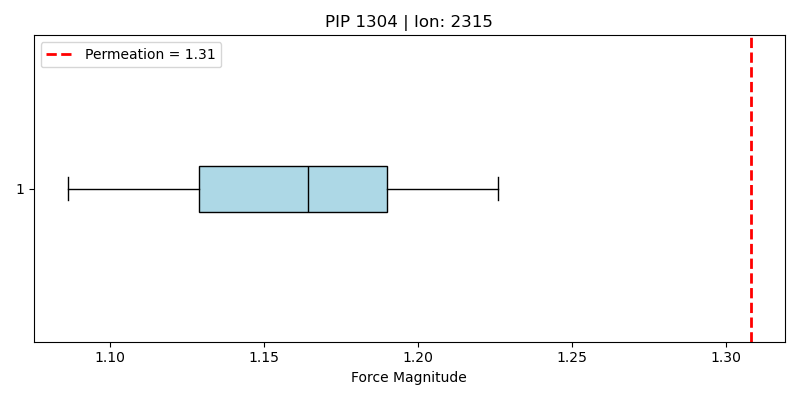 PIP 1304 | Ion: 2315
Permeation = 1.31
1
1.10 1.15 1.20 1.25 1.30
Force Magnitude